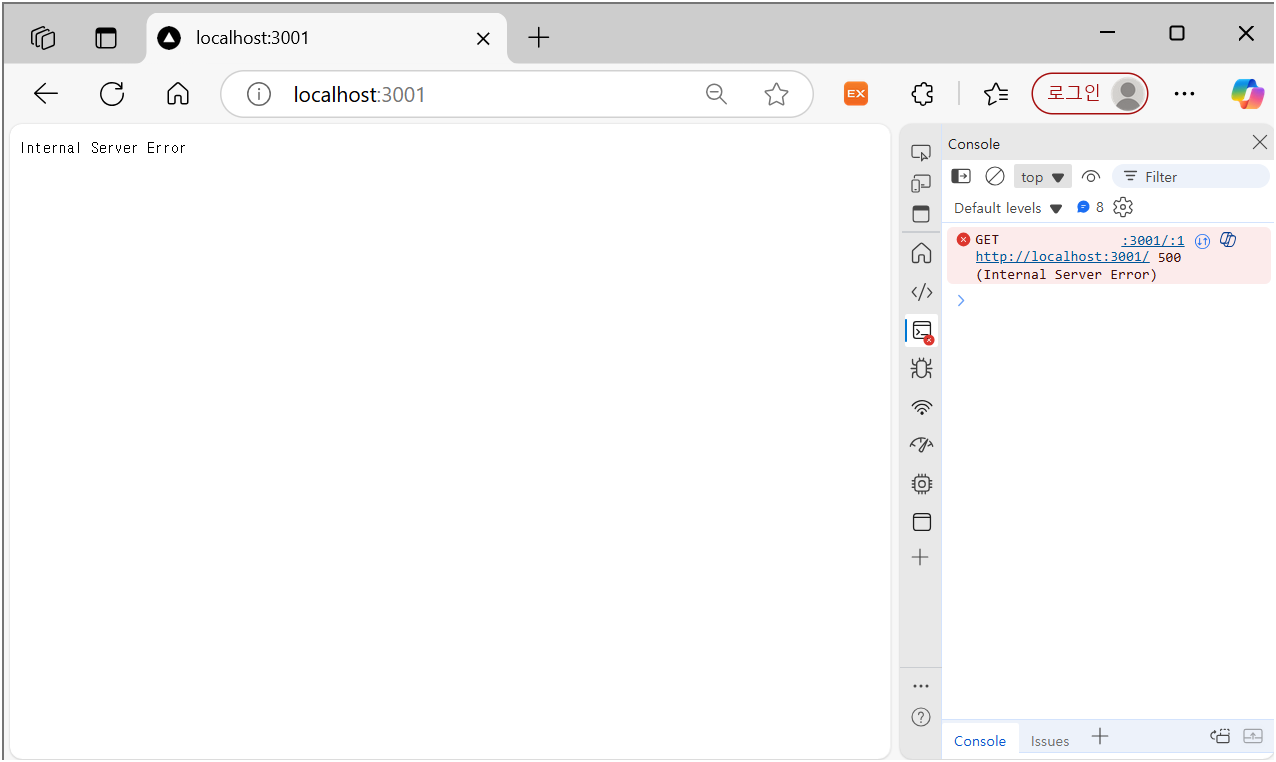 localhost:3001
localhost:3001
EX
로그인
Internal Server Error
Console
top
Filter
Default levels
8
GET :3001/:1
http://localhost:3001/ 500
(Internal Server Error)
Console
Issues